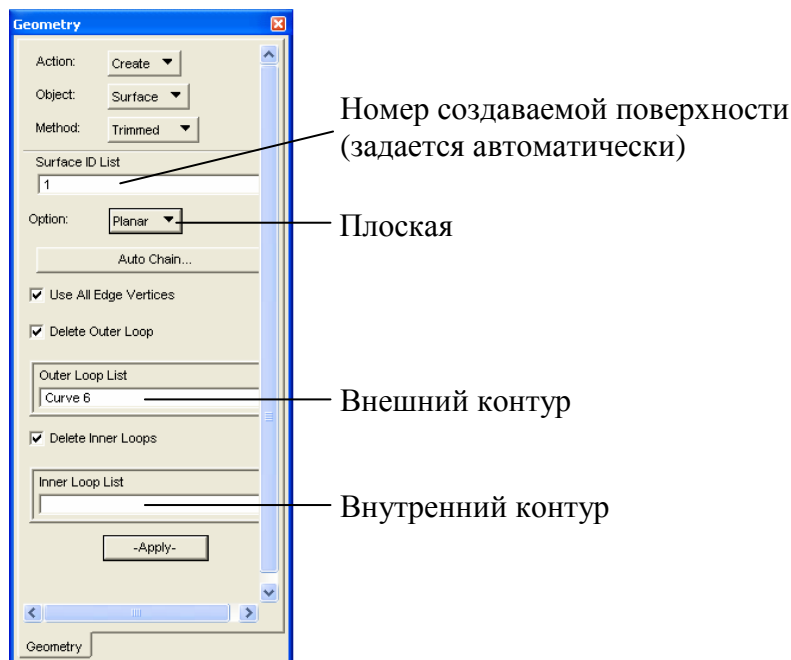 Geometry
Action: Create
Object: Surface
Method: Trimmed
Surface ID List
1
Номер создаваемой поверхности
(задается автоматически)
Option: Planar
Плоская
Auto Chain...
Use All Edge Vertices
Delete Outer Loop
Outer Loop List
Curve 6
Внешний контур
Delete Inner Loops
Inner Loop List
Внутренний контур
-Apply-
Geometry